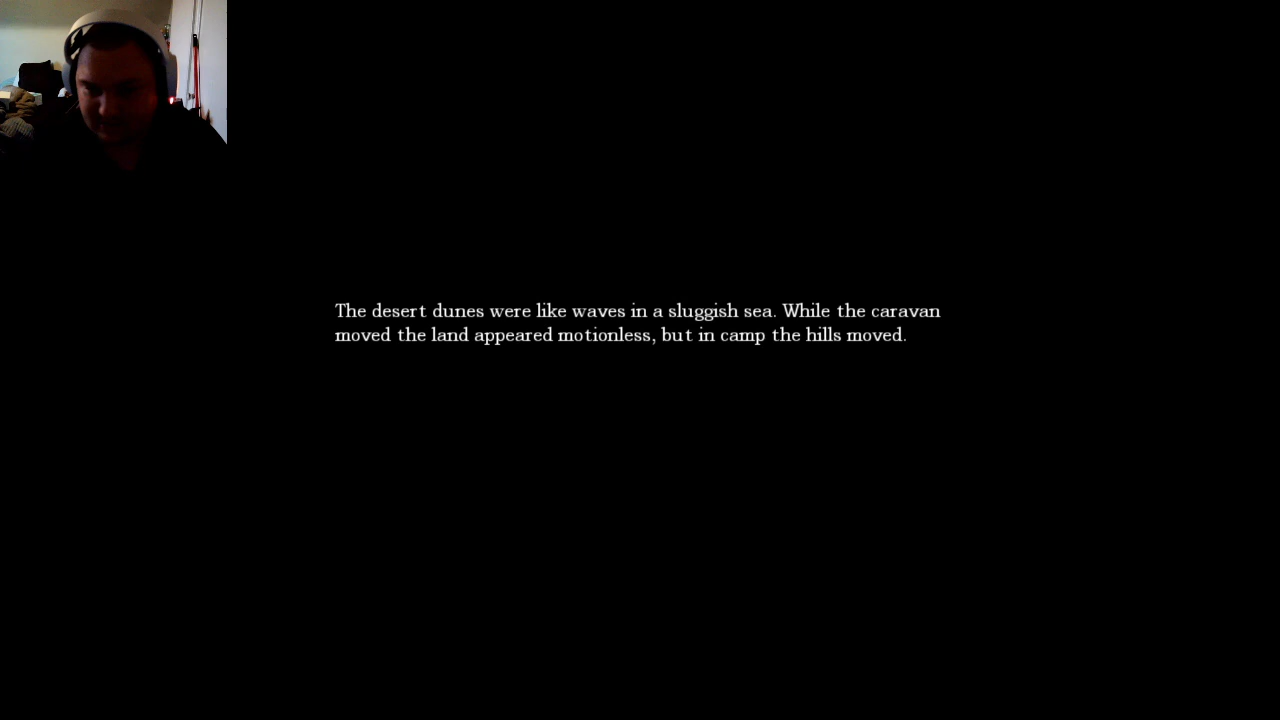 The desert dunes were like waves in a sluggish sea. While the caravan
moved the land appeared motionless, but in camp the hills moved.